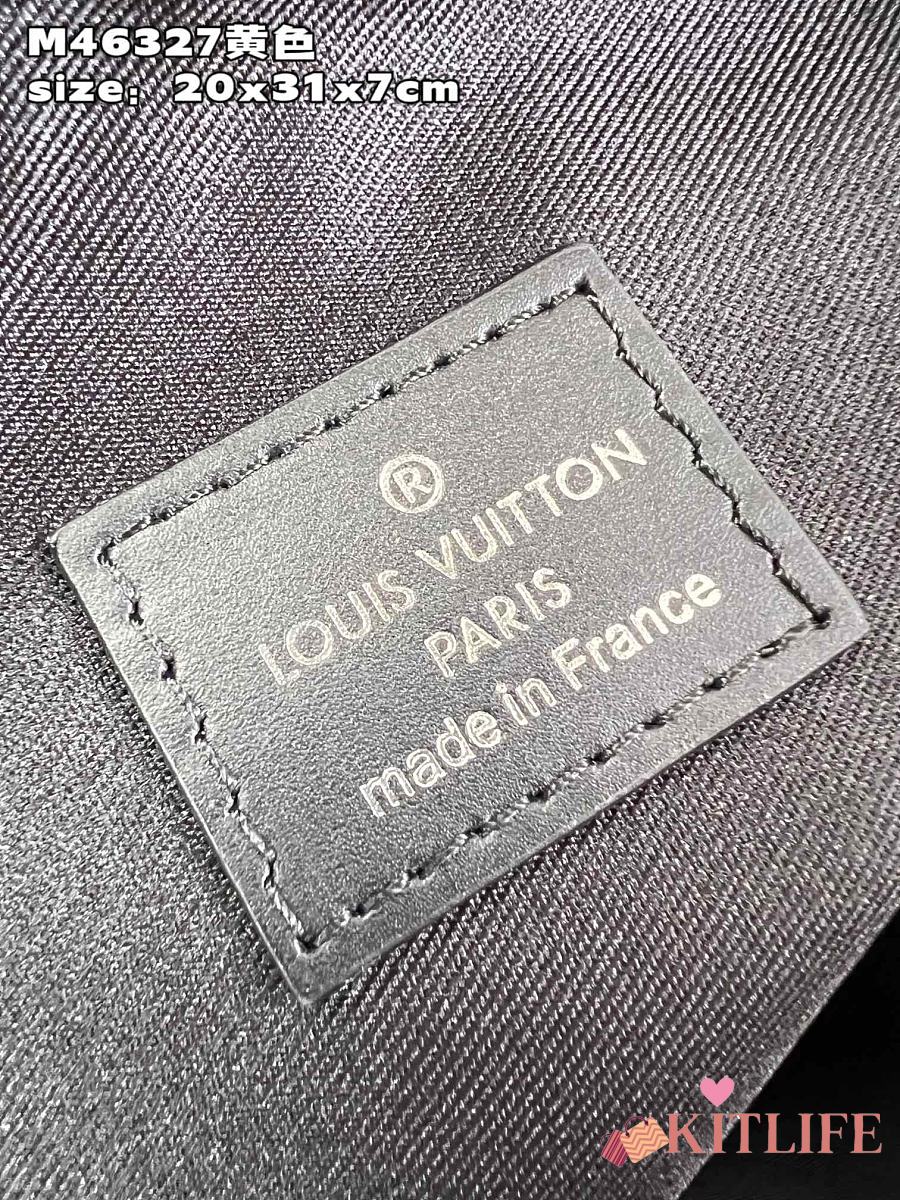 M46327黄色
size：20x31x7cm
®
LOUIS VUITTON
PARIS
made in France
KITLIFE